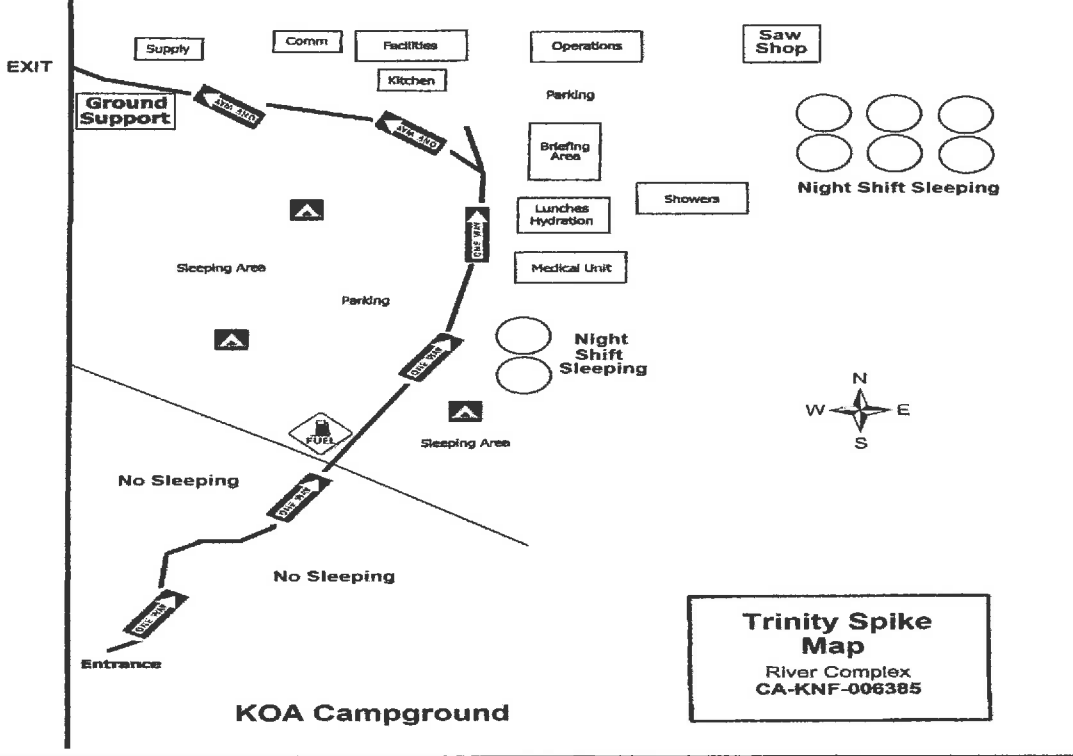 Supply
Comm
Facilities
Operations
Saw
Shop
EXIT
Kitchen
Parking
Ground
Support
ONE WAY
ONE WAY
Briefing
Area
Night Shift Sleeping
Showers
Lunches
Hydration
ONE WAY
Sleeping Area
Medical Unit
Parking
Night
Shift
Sleeping
ONE WAY
N
W
E
S
FUEL
Sleeping Area
No Sleeping
ONE WAY
No Sleeping
ONE WAY
Entrance
Trinity Spike
Map
River Complex
CA-KNF-006385
KOA Campground